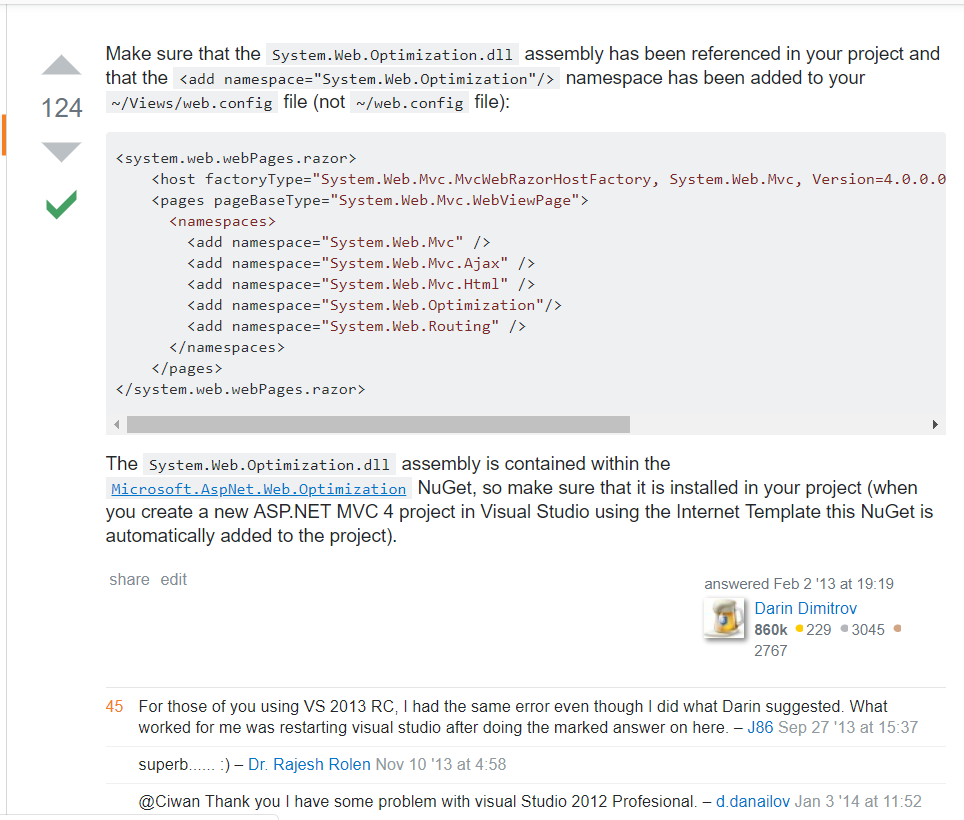 Make sure that the System.Web.Optimization.dll assembly has been referenced in your project and
that the <add namespace="System.Web.Optimization"/> namespace has been added to your
124
~/Views/web.config file (not ~/web.config file):
<system.web.webPages.razor>
<host factoryType="System.Web.Mvc.MvcWebRazorHostFactory, System.Web.Mvc, Version=4.0.0.0
<pages pageBaseType="System.Web.Mvc.WebViewPage">
<namespaces>
<add namespace="System.Web.Mvc" />
<add namespace="System.Web.Mvc.Ajax" />
<add namespace="System.Web.Mvc.Html" />
<add namespace="System.Web.Optimization"/>
<add namespace="System.Web.Routing" />
</namespaces>
</pages>
</system.web.webPages.razor>
The System.Web.Optimization.dll assembly is contained within the
Microsoft.AspNet.Web.Optimization NuGet, so make sure that it is installed in your project (when
you create a new ASP.NET MVC 4 project in Visual Studio using the Internet Template this NuGet is
automatically added to the project).
share edit
answered Feb 2 '13 at 19:19
Darin Dimitrov
860k 229 3045
2767
45 For those of you using VS 2013 RC, I had the same error even though I did what Darin suggested. What
worked for me was restarting visual studio after doing the marked answer on here. – J86 Sep 27 '13 at 15:37
superb...... :) – Dr. Rajesh Rolen Nov 10 '13 at 4:58
@Ciwan Thank you I have some problem with visual Studio 2012 Profesional. – d.danailov Jan 3 '14 at 11:52